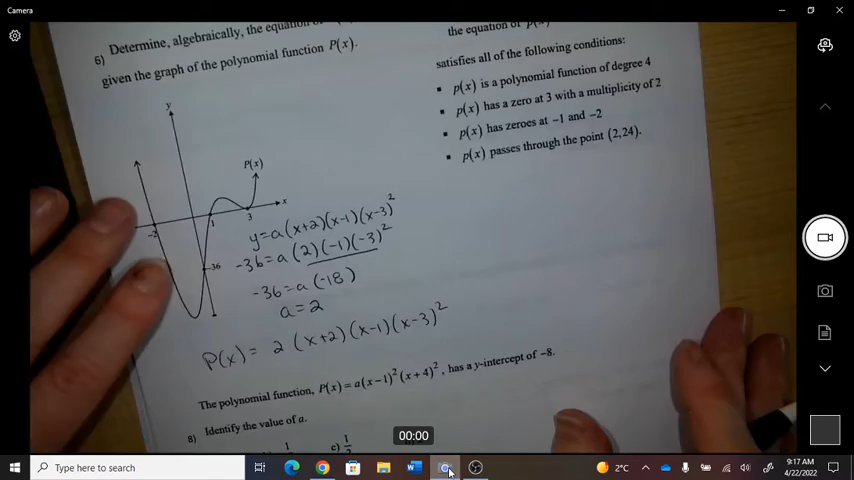 Camera
6) Determine, algebraically, the equation of
given the graph of the polynomial function P(x).
y
P(x)
x
-2
1
3
-36
y=a(x+2)(x-1)(x-3)²
-36=a(2)(-1)(-3)²
-36=a(-18)
a=2
P(x)= 2(x+2)(x-1)(x-3)²
the equation of
satisfies all of the following conditions:
▪ p(x) is a polynomial function of degree 4
▪ p(x) has a zero at 3 with a multiplicity of 2
▪ p(x) has zeroes at -1 and -2
▪ p(x) passes through the point (2,24).
The polynomial function, P(x)=a(x-1)²(x+4)², has a y-intercept of -8.
8) Identify the value of a.
c) 1
00:00
Type here to search
2°C
9:17 AM
4/22/2022